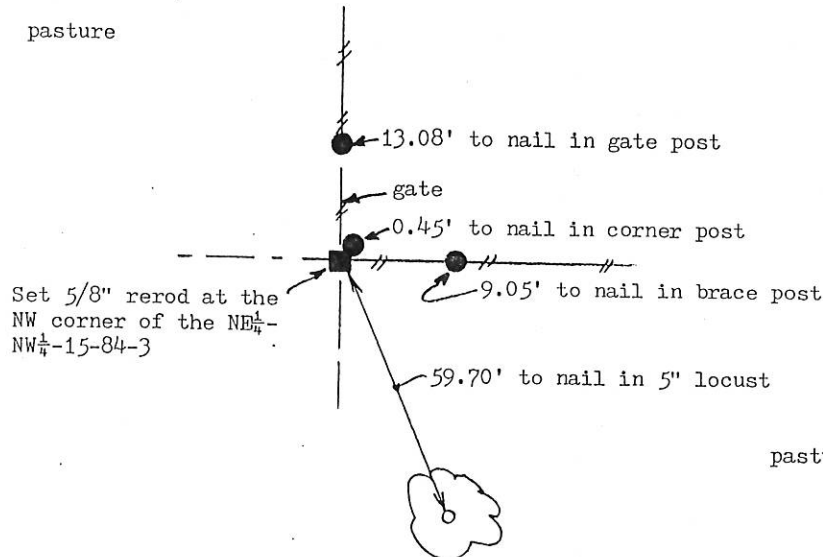 pasture
13.08' to nail in gate post
gate
0.45' to nail in corner post
9.05' to nail in brace post
Set 5/8" rerod at the
NW corner of the NE¼-
NW¼-15-84-3
59.70' to nail in 5" locust
past